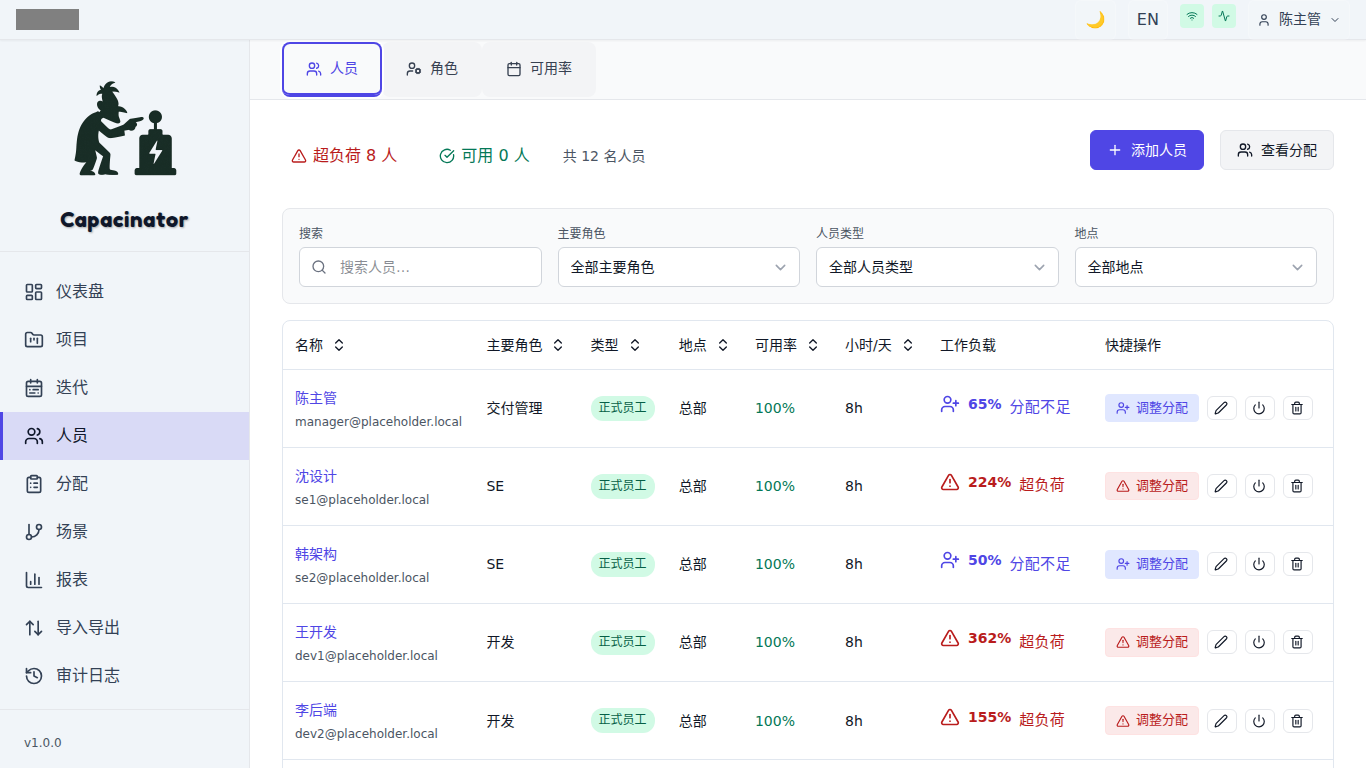 EN
陈主管
Capacinator
仪表盘
项目
迭代
人员
分配
场景
报表
导入导出
审计日志
v1.0.0
人员
角色
可用率
超负荷 8 人
可用 0 人
共 12 名人员
添加人员
查看分配
搜索
主要角色
人员类型
地点
搜索人员...
全部主要角色
全部人员类型
全部地点
名称 主要角色 类型 地点 可用率 小时/天 工作负载 快捷操作
陈主管
manager@placeholder.local
交付管理 正式员工 总部 100% 8h 65% 分配不足 调整分配
沈设计
se1@placeholder.local
SE 正式员工 总部 100% 8h 224% 超负荷 调整分配
韩架构
se2@placeholder.local
SE 正式员工 总部 100% 8h 50% 分配不足 调整分配
王开发
dev1@placeholder.local
开发 正式员工 总部 100% 8h 362% 超负荷 调整分配
李后端
dev2@placeholder.local
开发 正式员工 总部 100% 8h 155% 超负荷 调整分配